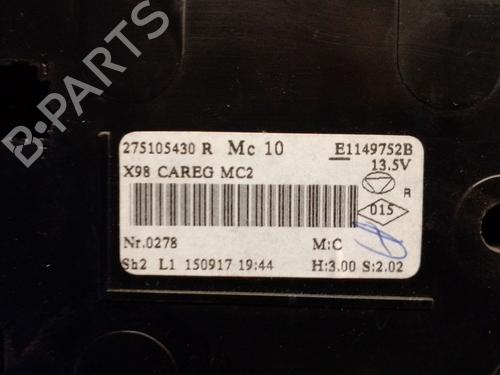 B-PARTS
275105430 R Mc 10 E1149752B
13.5V
X98 CAREG MC2
R
015
Nr.0278 M:C
Sh2 L1 150917 19:44 H:3.00 S:2.02